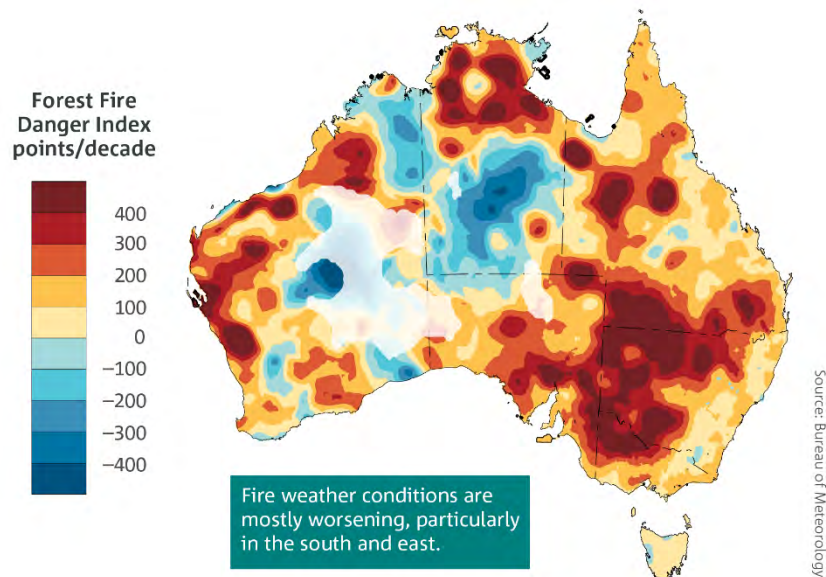 Forest Fire
Danger Index
points/decade
400
300
200
100
0
−100
−200
−300
−400
Fire weather conditions are
mostly worsening, particularly
in the south and east.
Source: Bureau of Meteorology